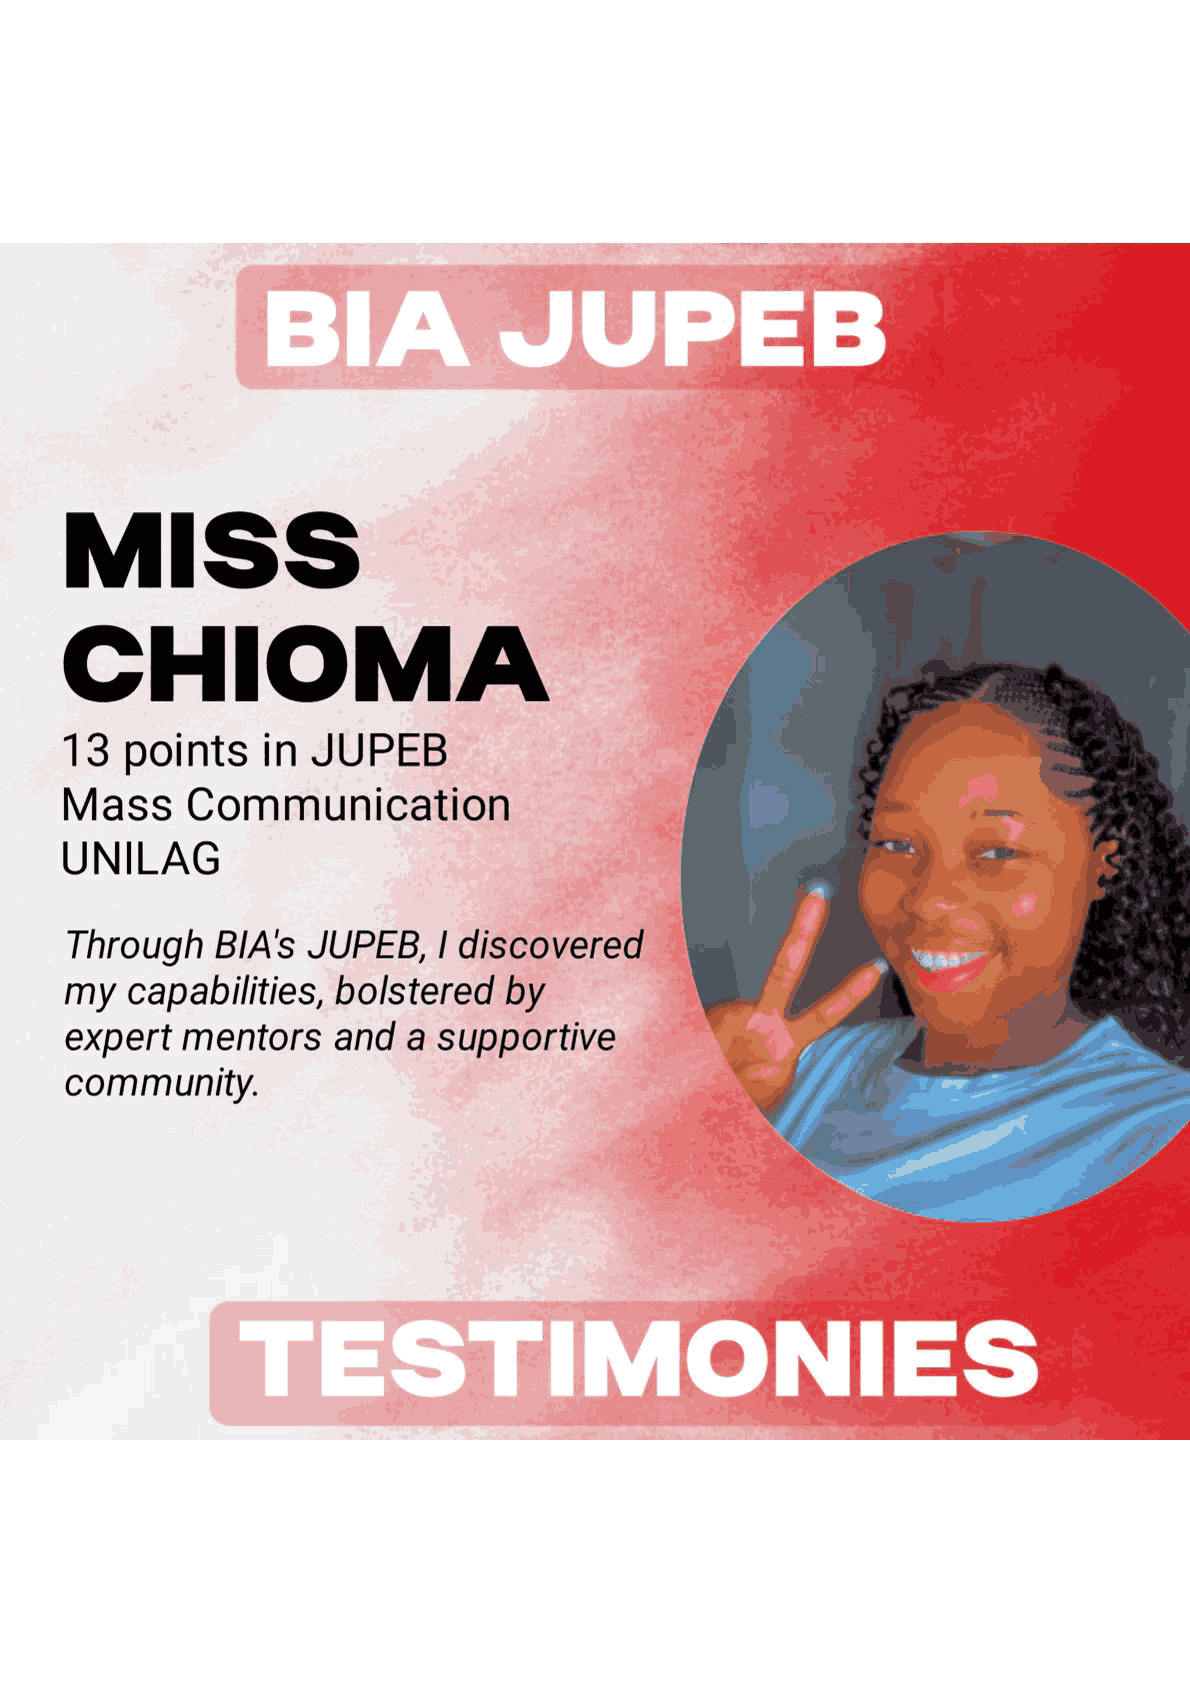 BIA JUPEB
MISS
CHIOMA
13 points in JUPEB
Mass Communication
UNILAG
Through BIA's JUPEB, I discovered
my capabilities, bolstered by
expert mentors and a supportive
community.
TESTIMONIES